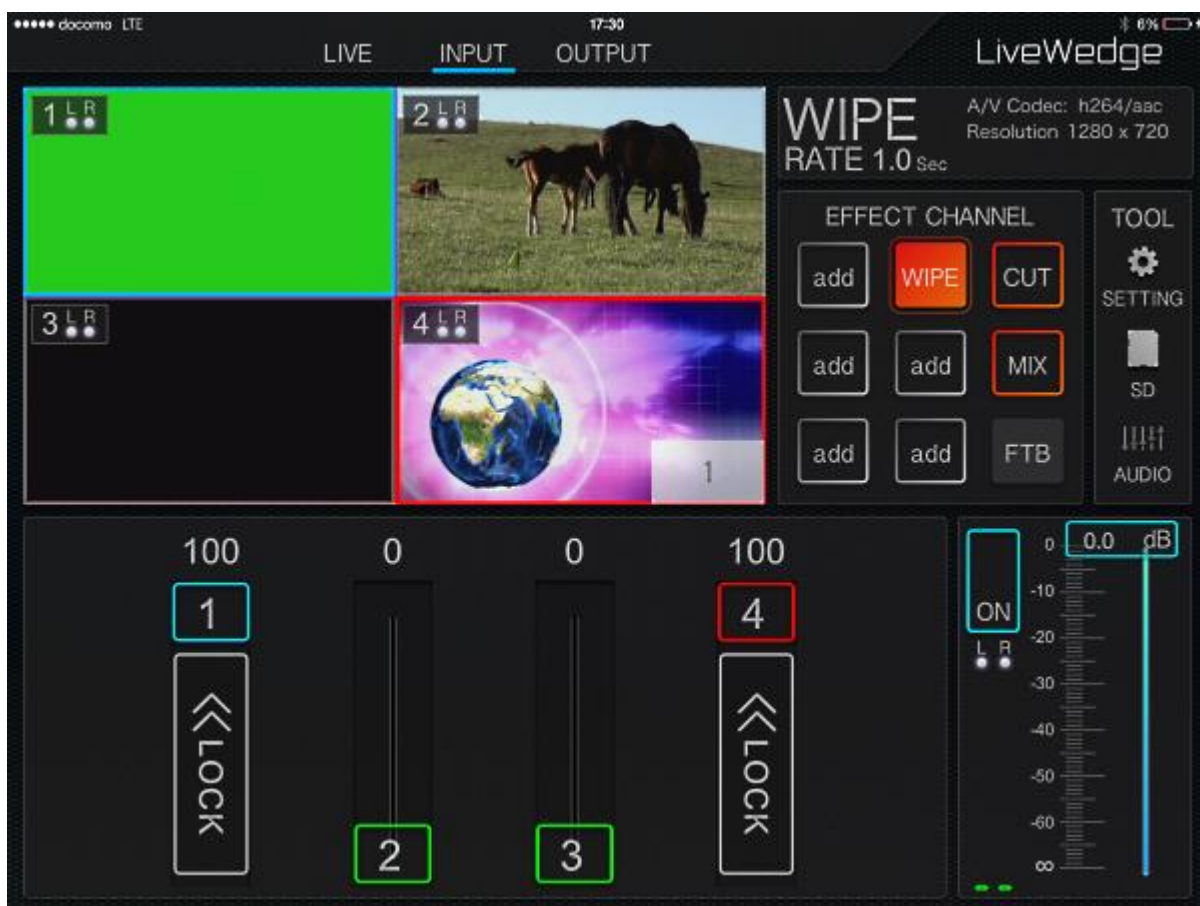 docomo LTE 17:30 6%
LIVE INPUT OUTPUT LiveWedge
1 L R
2 L R
3 L R
4 L R
1
WIPE
RATE 1.0 Sec
A/V Codec: h264/aac
Resolution 1280 x 720
EFFECT CHANNEL
add WIPE CUT
add add MIX
add add FTB
TOOL
SETTING
SD
AUDIO
100 0 0 100
1 4
<<LOCK <<LOCK
2 3
ON
L R
0.0 dB
0
-10
-20
-30
-40
-50
-60
∞